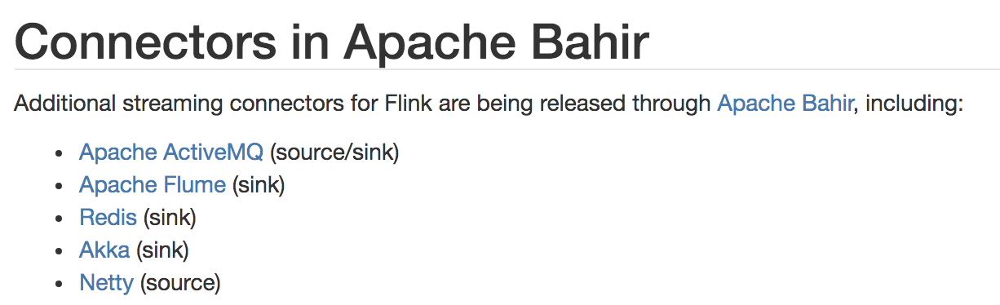 Connectors in Apache Bahir
Additional streaming connectors for Flink are being released through Apache Bahir, including:
• Apache ActiveMQ (source/sink)
• Apache Flume (sink)
• Redis (sink)
• Akka (sink)
• Netty (source)